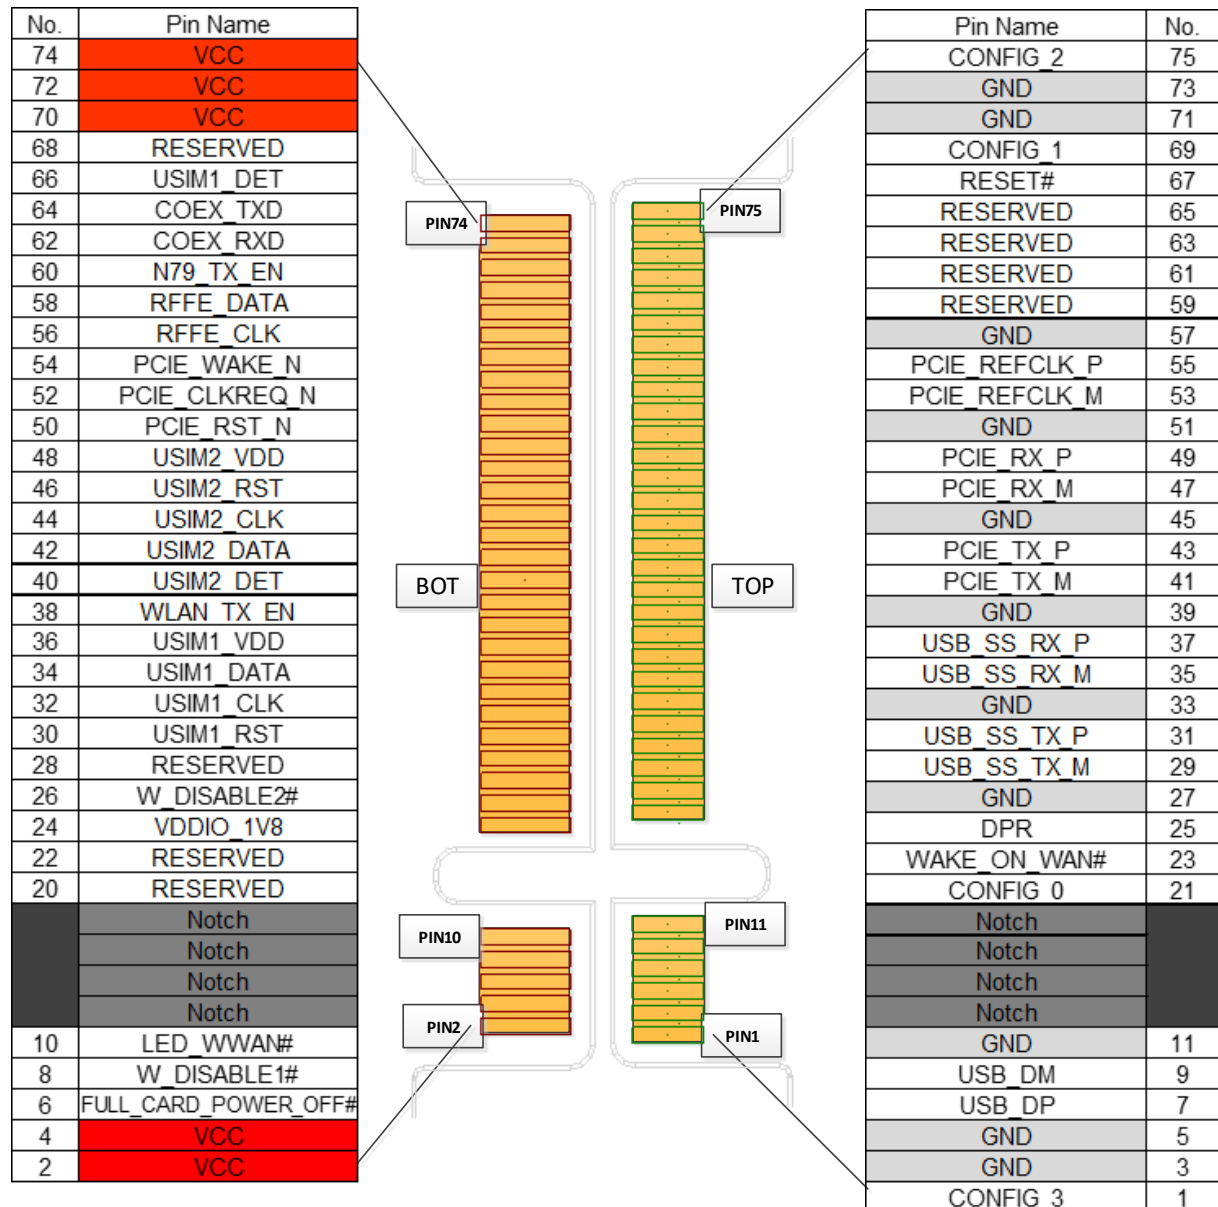 No. Pin Name
74 VCC
72 VCC
70 VCC
68 RESERVED
66 USIM1_DET
64 COEX_TXD
62 COEX_RXD
60 N79_TX_EN
58 RFFE_DATA
56 RFFE_CLK
54 PCIE_WAKE_N
52 PCIE_CLKREQ_N
50 PCIE_RST_N
48 USIM2_VDD
46 USIM2_RST
44 USIM2_CLK
42 USIM2_DATA
40 USIM2_DET
38 WLAN_TX_EN
36 USIM1_VDD
34 USIM1_DATA
32 USIM1_CLK
30 USIM1_RST
28 RESERVED
26 W_DISABLE2#
24 VDDIO_1V8
22 RESERVED
20 RESERVED
Notch
Notch
Notch
Notch
10 LED_WWAN#
8 W_DISABLE1#
6 FULL_CARD_POWER_OFF#
4 VCC
2 VCC
PIN74
BOT
PIN10
PIN2
PIN75
TOP
PIN11
PIN1
Pin Name No.
CONFIG_2 75
GND 73
GND 71
CONFIG_1 69
RESET# 67
RESERVED 65
RESERVED 63
RESERVED 61
RESERVED 59
GND 57
PCIE_REFCLK_P 55
PCIE_REFCLK_M 53
GND 51
PCIE_RX_P 49
PCIE_RX_M 47
GND 45
PCIE_TX_P 43
PCIE_TX_M 41
GND 39
USB_SS_RX_P 37
USB_SS_RX_M 35
GND 33
USB_SS_TX_P 31
USB_SS_TX_M 29
GND 27
DPR 25
WAKE_ON_WAN# 23
CONFIG_0 21
Notch
Notch
Notch
Notch
GND 11
USB_DM 9
USB_DP 7
GND 5
GND 3
CONFIG_3 1